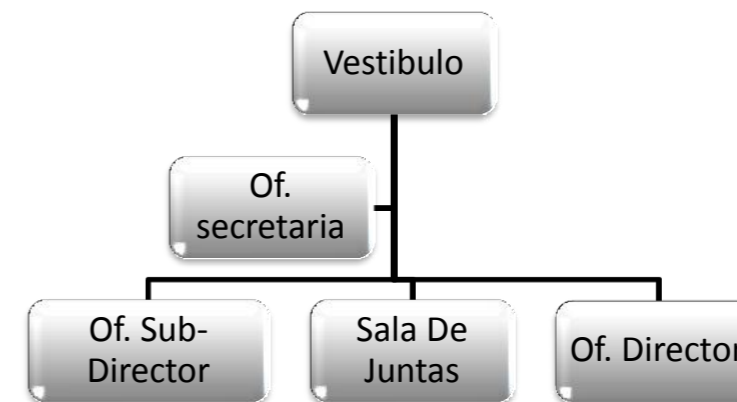 Vestibulo
Of.
secretaria
Of. Sub-
Director
Sala De
Juntas
Of. Director